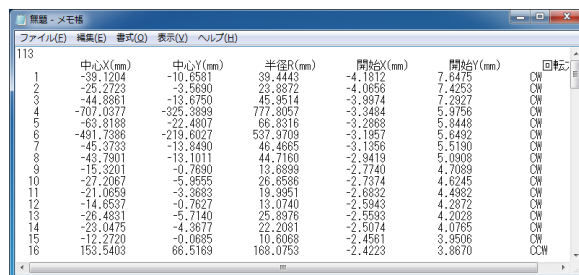 無題 - メモ帳
ファイル(F) 編集(E) 書式(O) 表示(V) ヘルプ(H)
113
中心X(mm) 中心Y(mm) 半径R(mm) 開始X(mm) 開始Y(mm) 回転
1 -39.1204 -10.6581 39.4443 -4.1812 7.6475 CW
2 -25.2723 -3.5690 23.8872 -4.0656 7.4253 CW
3 -44.8861 -13.6750 45.9514 -3.9974 7.2927 CW
4 -707.0377 -325.3899 777.8057 -3.3484 5.9756 CW
5 -63.8188 -22.4807 66.8316 -3.2868 5.8448 CW
6 -491.7386 -219.6027 537.9709 -3.1957 5.6492 CW
7 -45.3733 -13.8490 46.4665 -3.1356 5.5190 CW
8 -43.7901 -13.1011 44.7160 -2.9419 5.0908 CW
9 -15.3201 -0.7690 13.6899 -2.7740 4.7089 CW
10 -27.2067 -5.9555 26.6586 -2.7374 4.6245 CW
11 -21.0659 -3.3683 19.9951 -2.6832 4.4982 CW
12 -14.6537 -0.7627 13.0740 -2.5943 4.2872 CW
13 -26.4831 -5.7140 25.8976 -2.5593 4.2028 CW
14 -23.0475 -4.3677 22.2081 -2.5074 4.0765 CW
15 -12.2720 -0.0685 10.6068 -2.4561 3.9506 CW
16 153.5403 66.5169 168.0753 -2.4223 3.8670 CCW